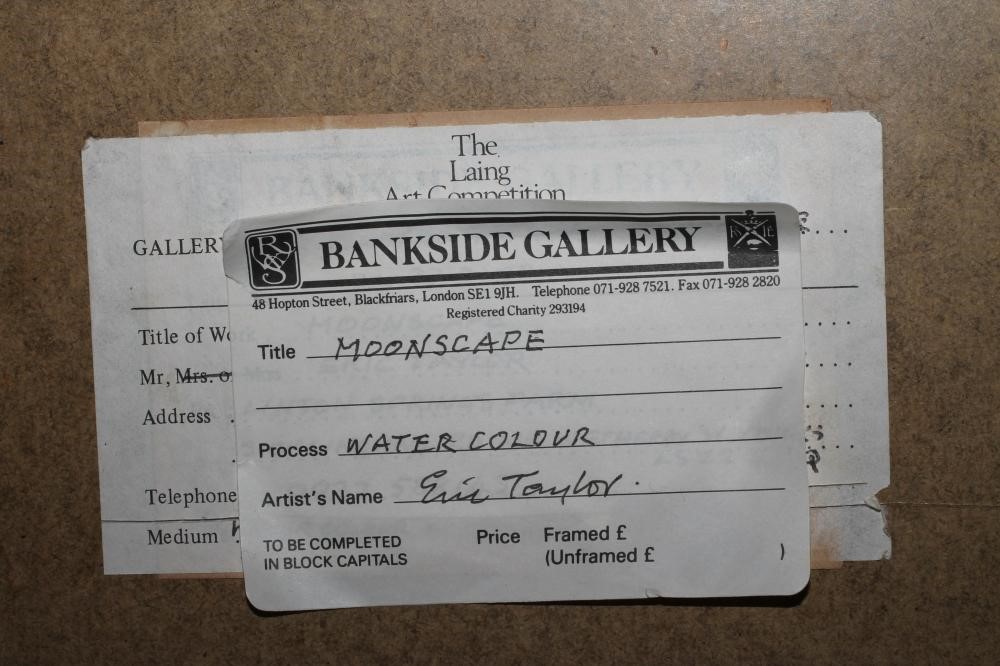 The
Laing
Art Competition
GALLER
BANKSIDE GALLERY
48 Hopton Street, Blackfriars, London SE1 9JH. Telephone 071-928 7521. Fax 071-928 2820
Registered Charity 293194
Title of Wo
Title MOONSCAPE
Mr, Mrs. o
Address
Process WATER COLOUR
Telephone
Artist's Name Eric Taylor.
Medium
TO BE COMPLETED
IN BLOCK CAPITALS
Price Framed £
(Unframed £ )